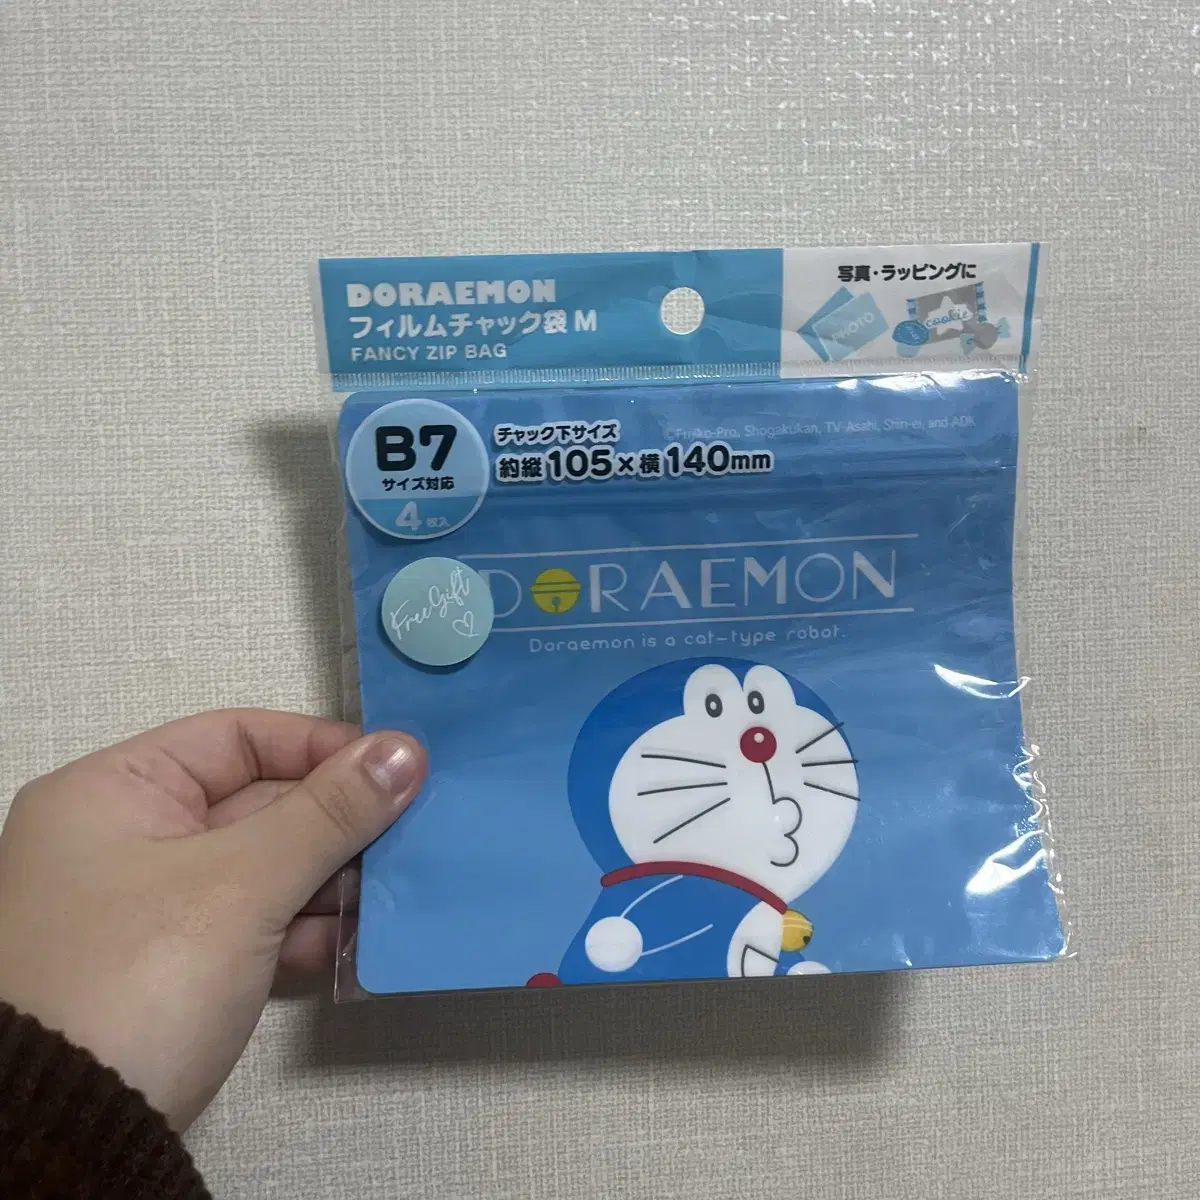 DORAEMON
フィルムチャック袋 M
FANCY ZIP BAG
写真・ラッピングに
PHOTO
cookie
B7
サイズ対応
4枚入
チャック下サイズ
約縦105×横140mm
©Fujiko-Pro, Shogakukan, TV-Asahi, Shin-ei, and ADK
Free Gift
DORAEMON
Doraemon is a cat-type robot.